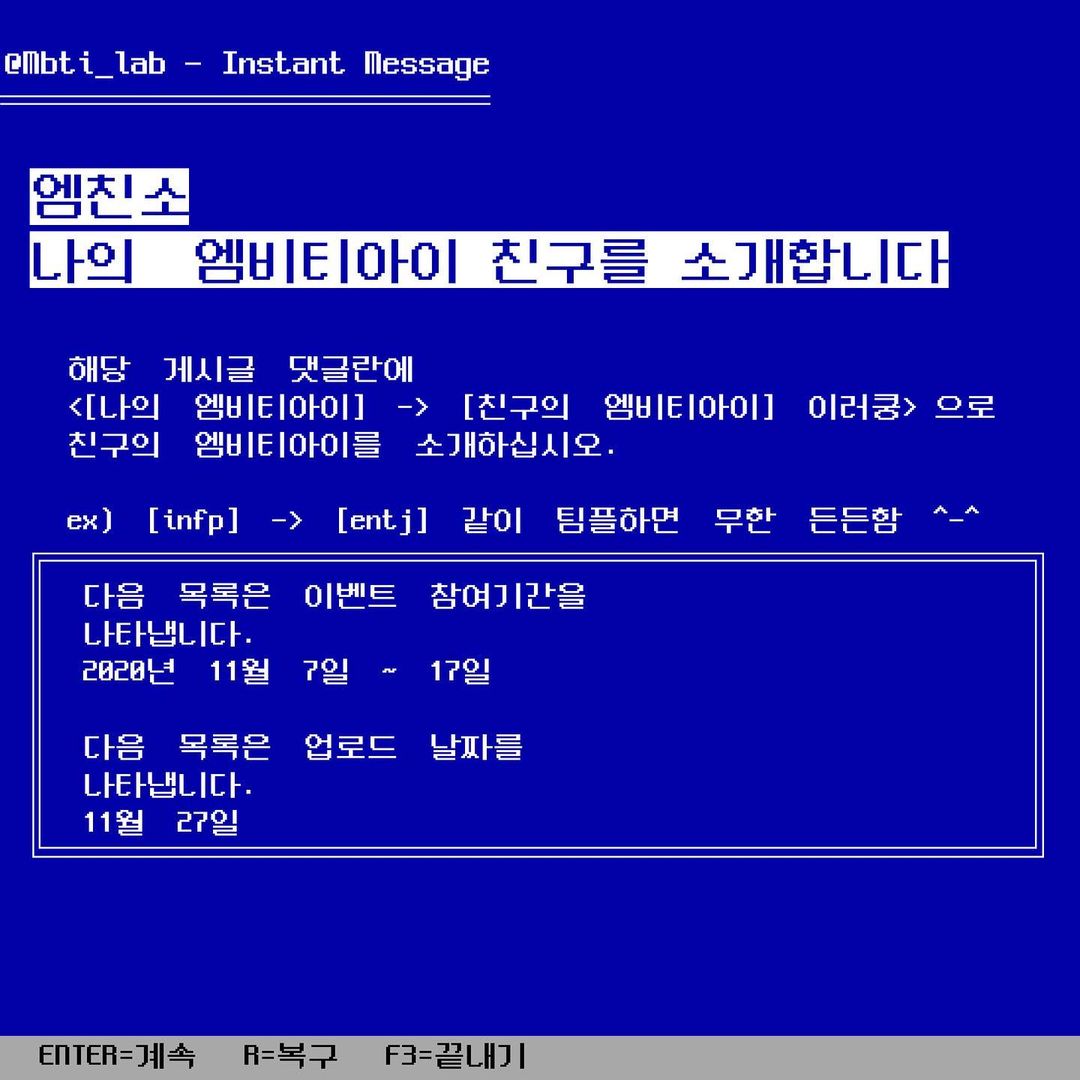 @Mbti_lab - Instant Message
엠친소
나의 엠비티아이 친구를 소개합니다
해당 게시글 댓글란에
<[나의 엠비티아이] -> [친구의 엠비티아이] 이러쿵> 으로
친구의 엠비티아이를 소개하십시오.
ex) [infp] -> [entj] 같이 팀플하면 무한 든든함 ^-^
다음 목록은 이벤트 참여기간을
나타냅니다.
2020년 11월 7일 ~ 17일
다음 목록은 업로드 날짜를
나타냅니다.
11월 27일
ENTER=계속 R=복구 F3=끝내기